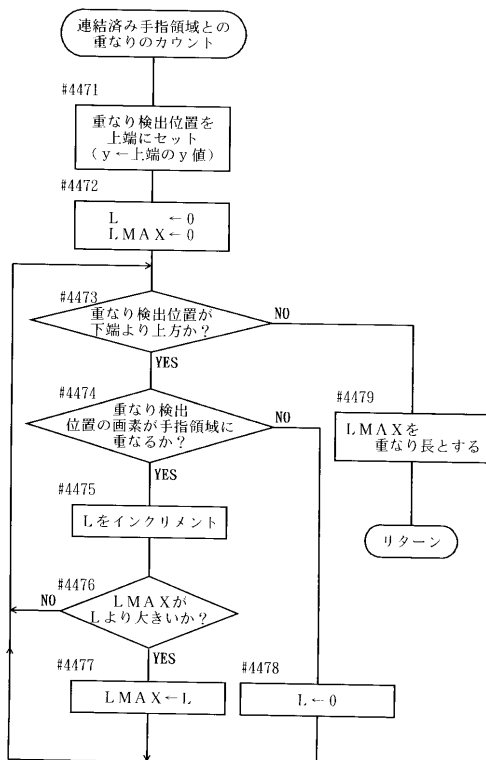 連結済み手指領域との
重なりのカウント
#4471
重なり検出位置を
上端にセット
(y←上端のy値)
#4472
L ←0
LMAX←0
#4473
重なり検出位置が
下端より上方か?
NO
YES
#4474
重なり検出
位置の画素が手指領域に
重なるか?
NO
YES
#4479
LMAXを
重なり長とする
リターン
#4475
Lをインクリメント
#4476
LMAXが
Lより大きいか?
NO
YES
#4477
LMAX←L
#4478
L←0